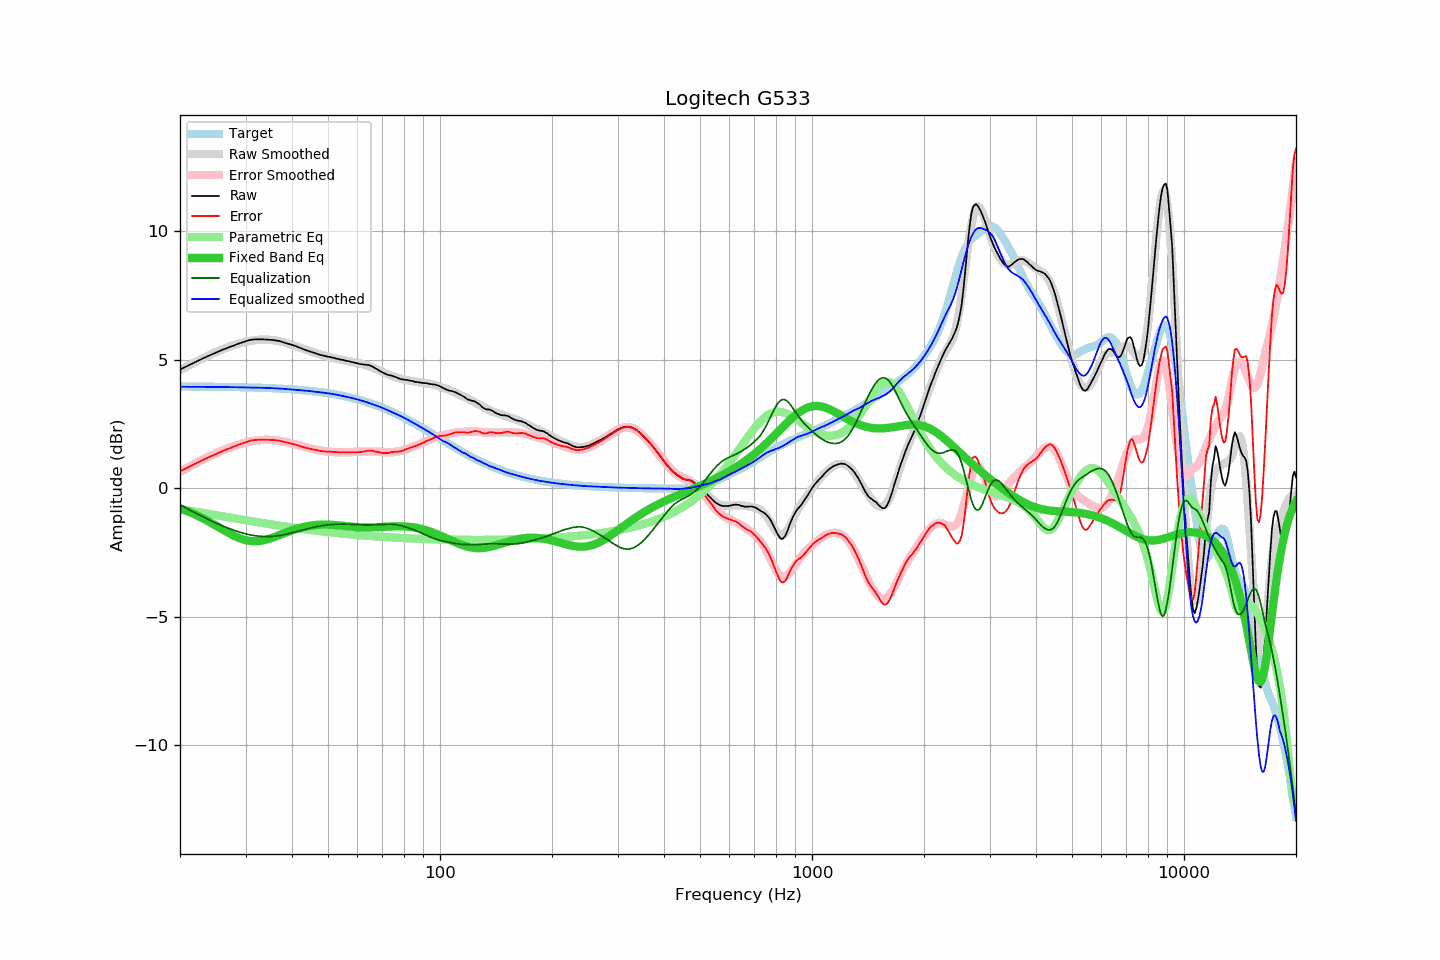 Logitech G533
Target
Raw Smoothed
Error Smoothed
Raw
Error
Parametric Eq
Fixed Band Eq
Equalization
Equalized smoothed
Amplitude (dBr)
10
5
0
−5
−10
100
1000
10000
Frequency (Hz)